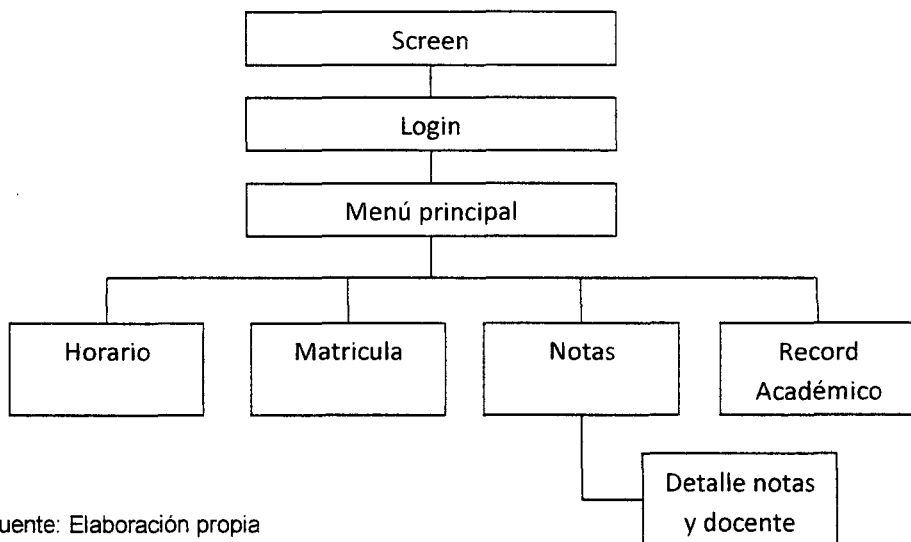 Screen
Login
Menú principal
Horario
Matricula
Notas
Record
Académico
Detalle notas
y docente
uente: Elaboración propia